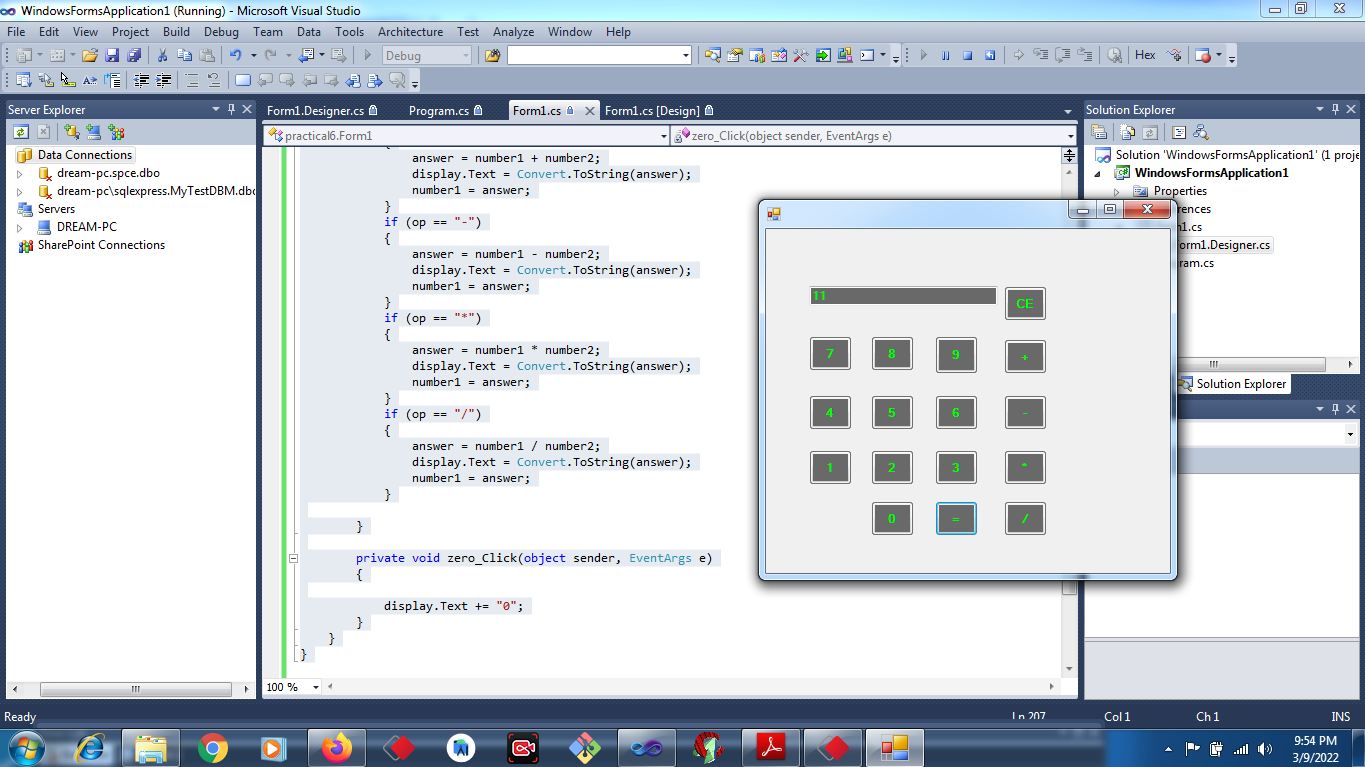 WindowsFormsApplication1 (Running) - Microsoft Visual Studio
File Edit View Project Build Debug Team Data Tools Architecture Test Analyze Window Help
Debug Hex
Server Explorer
Data Connections
dream-pc.spce.dbo
dream-pc\sqlexpress.MyTestDBM.dbo
Servers
DREAM-PC
SharePoint Connections
Form1.Designer.cs Program.cs Form1.cs Form1.cs [Design]
practical6.Form1 zero_Click(object sender, EventArgs e)
{
answer = number1 + number2;
display.Text = Convert.ToString(answer);
number1 = answer;
}
if (op == "-")
{
answer = number1 - number2;
display.Text = Convert.ToString(answer);
number1 = answer;
}
if (op == "*")
{
answer = number1 * number2;
display.Text = Convert.ToString(answer);
number1 = answer;
}
if (op == "/")
{
answer = number1 / number2;
display.Text = Convert.ToString(answer);
number1 = answer;
}
}
private void zero_Click(object sender, EventArgs e)
{
display.Text += "0";
}
}
}
100 %
11 CE
7 8 9 +
4 5 6 -
1 2 3 *
0 = /
Solution Explorer
Solution 'WindowsFormsApplication1' (1 proje
WindowsFormsApplication1
Properties
erences
m1.cs
orm1.Designer.cs
ram.cs
Solution Explorer
Ready Ln 207 Col 1 Ch 1 INS
9:54 PM
3/9/2022